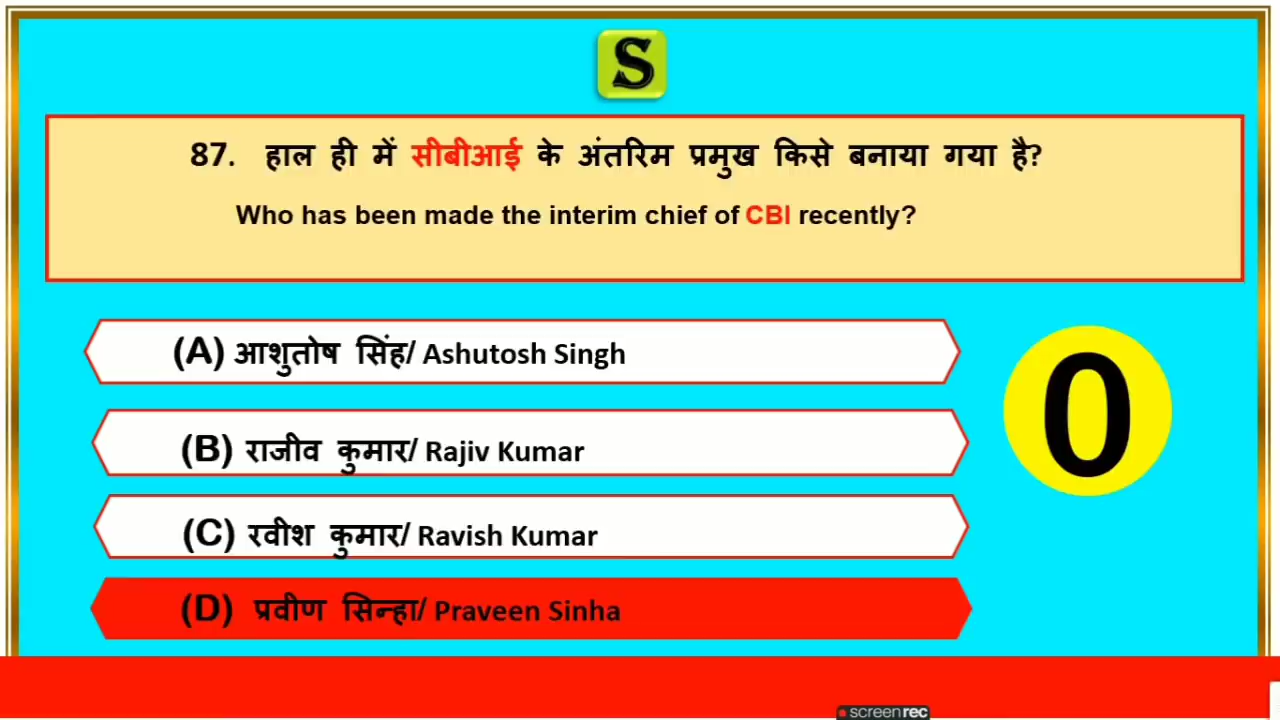 S
87. हाल ही में सीबीआई के अंतरिम प्रमुख किसे बनाया गया है?
Who has been made the interim chief of CBI recently?
(A) आशुतोष सिंह/ Ashutosh Singh
(B) राजीव कुमार/ Rajiv Kumar
(C) रवीश कुमार/ Ravish Kumar
(D) प्रवीण सिन्हा/ Praveen Sinha
0
screenrec